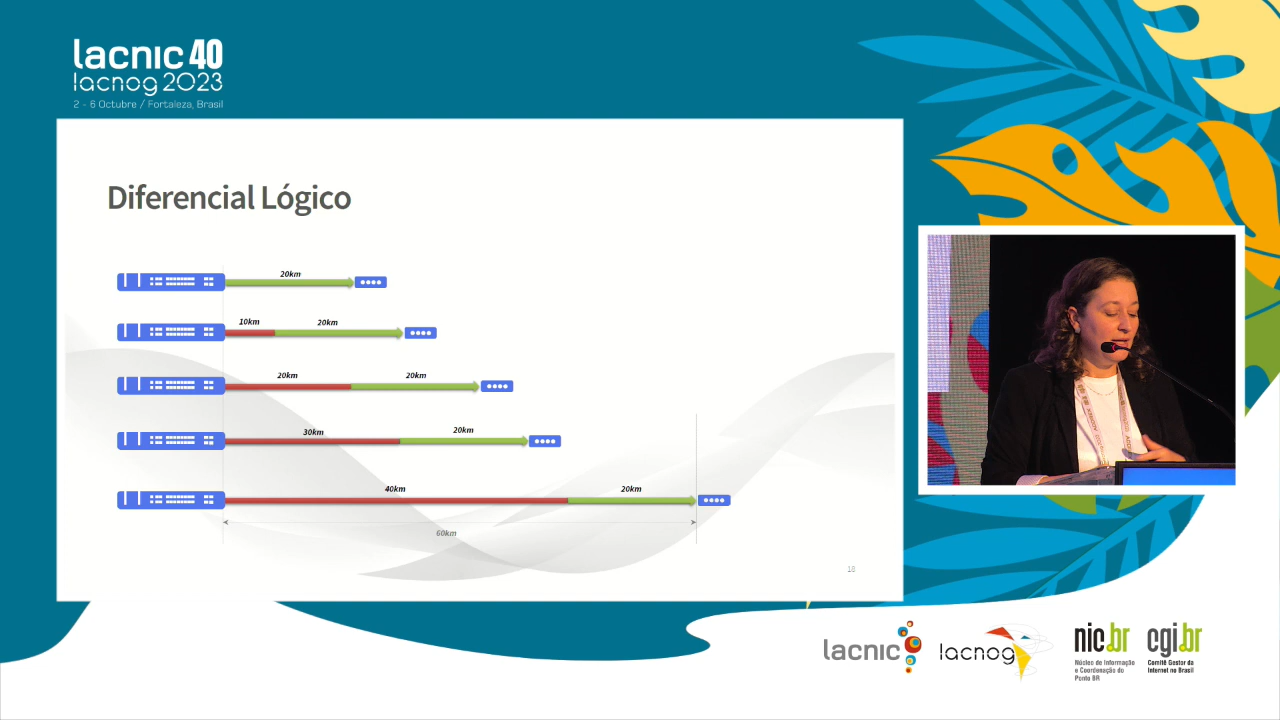 lacnic 40
lacnog 2023
2 - 6 Octubre / Fortaleza, Brasil
Diferencial Lógico
20km
10km 20km
20km 20km
30km 20km
40km 20km
60km
18
lacnic
lacnog
nic.br cgi.br
Núcleo de Informação
e Coordenação do
Ponto BR
Comitê Gestor da
Internet no Brasil